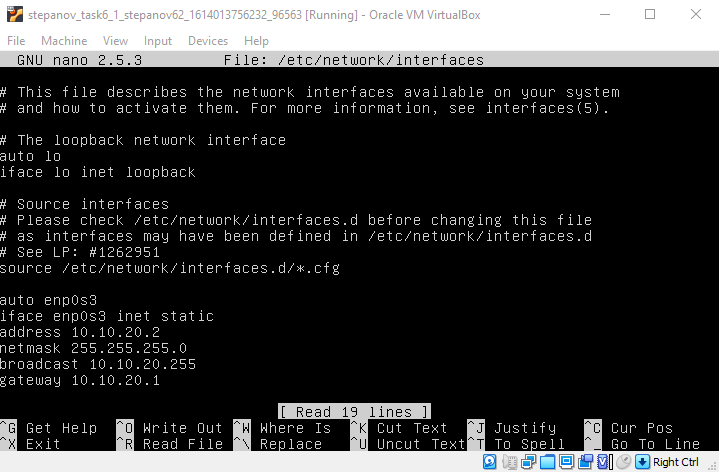 stepanov_task6_1_stepanov62_1614013756232_96563 [Running] - Oracle VM VirtualBox
File Machine View Input Devices Help
GNU nano 2.5.3 File: /etc/network/interfaces
# This file describes the network interfaces available on your system
# and how to activate them. For more information, see interfaces(5).
# The loopback network interface
auto lo
iface lo inet loopback
# Source interfaces
# Please check /etc/network/interfaces.d before changing this file
# as interfaces may have been defined in /etc/network/interfaces.d
# See LP: #1262951
source /etc/network/interfaces.d/*.cfg
auto enp0s3
iface enp0s3 inet static
address 10.10.20.2
netmask 255.255.255.0
broadcast 10.10.20.255
gateway 10.10.20.1
[ Read 19 lines ]
^G Get Help ^O Write Out ^W Where Is ^K Cut Text ^J Justify ^C Cur Pos
^X Exit ^R Read File ^\ Replace ^U Uncut Text ^T To Spell ^_ Go To Line
Right Ctrl